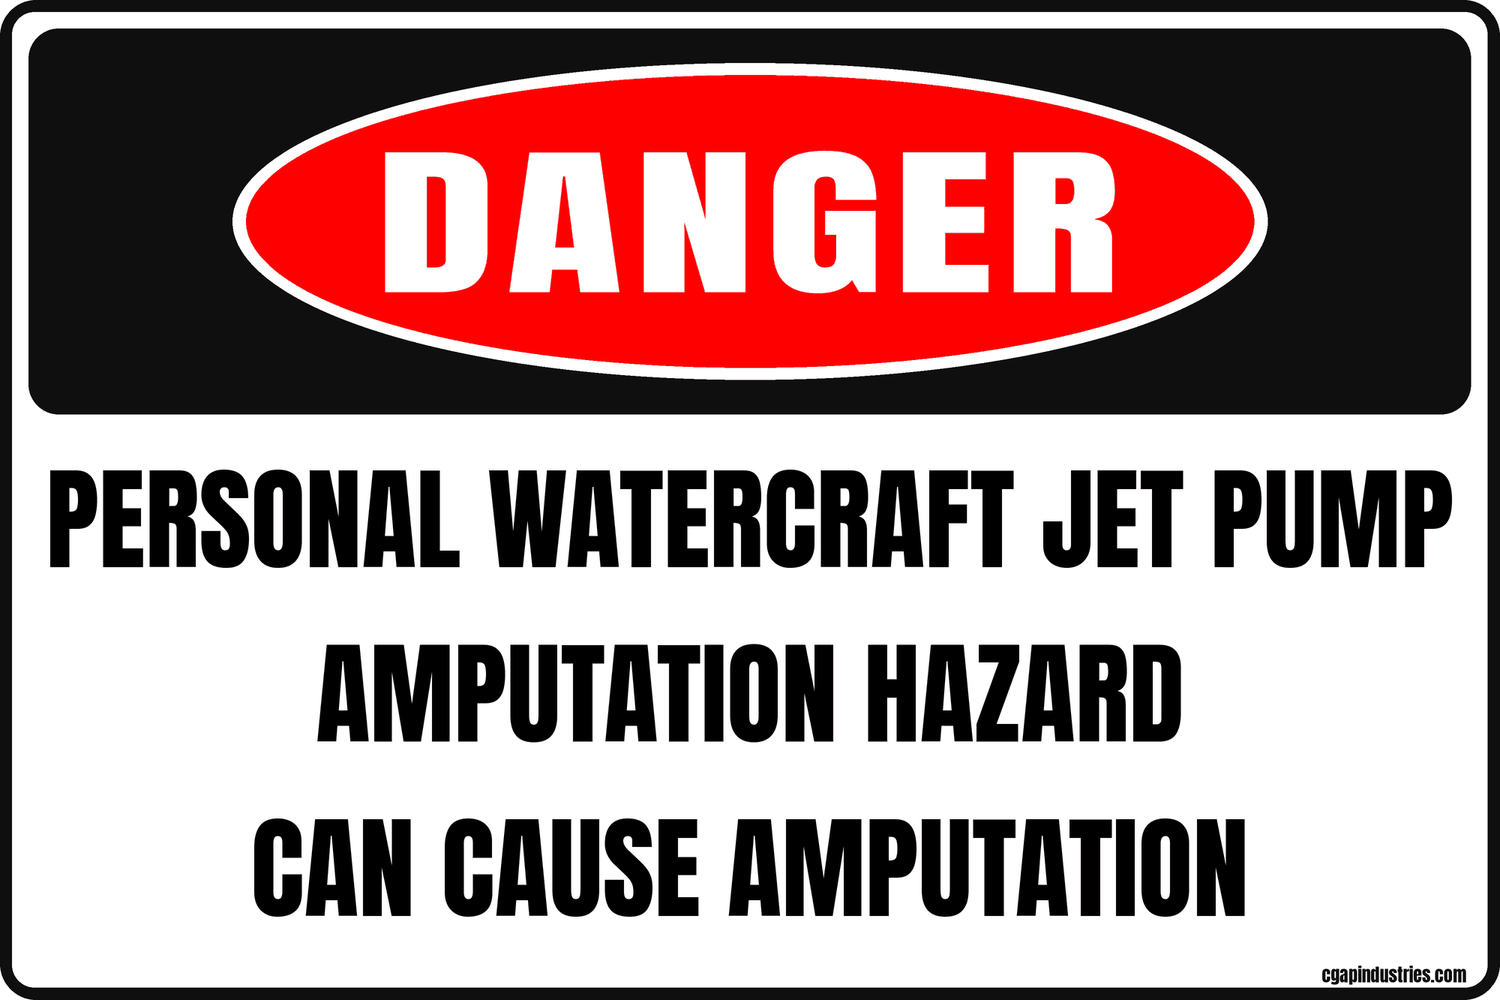 DANGER
PERSONAL WATERCRAFT JET PUMP
AMPUTATION HAZARD
CAN CAUSE AMPUTATION
cgapindustries.com